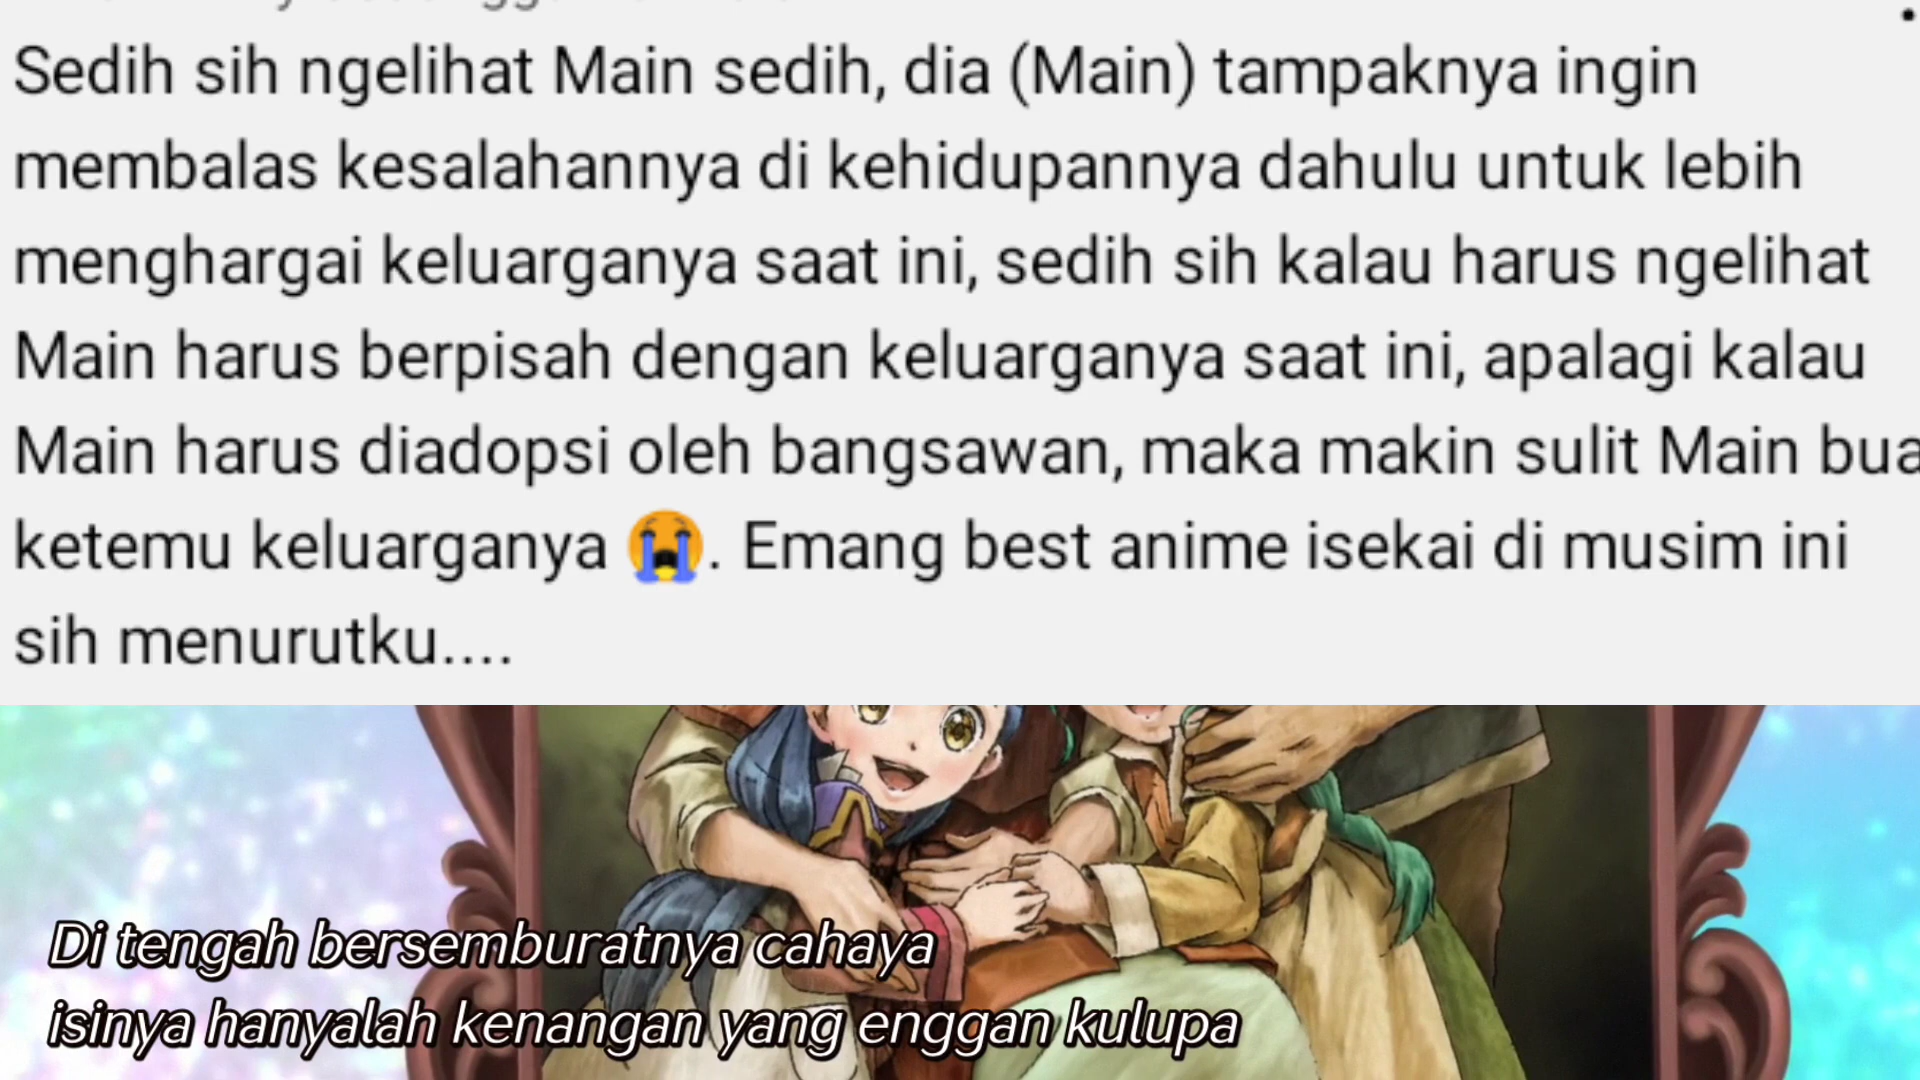 Sedih sih ngelihat Main sedih, dia (Main) tampaknya ingin
membalas kesalahannya di kehidupannya dahulu untuk lebih
menghargai keluarganya saat ini, sedih sih kalau harus ngelihat
Main harus berpisah dengan keluarganya saat ini, apalagi kalau
Main harus diadopsi oleh bangsawan, maka makin sulit Main bua
ketemu keluarganya 😭. Emang best anime isekai di musim ini
sih menurutku....
Di tengah bersemburatnya cahaya
isinya hanyalah kenangan yang enggan kulupa